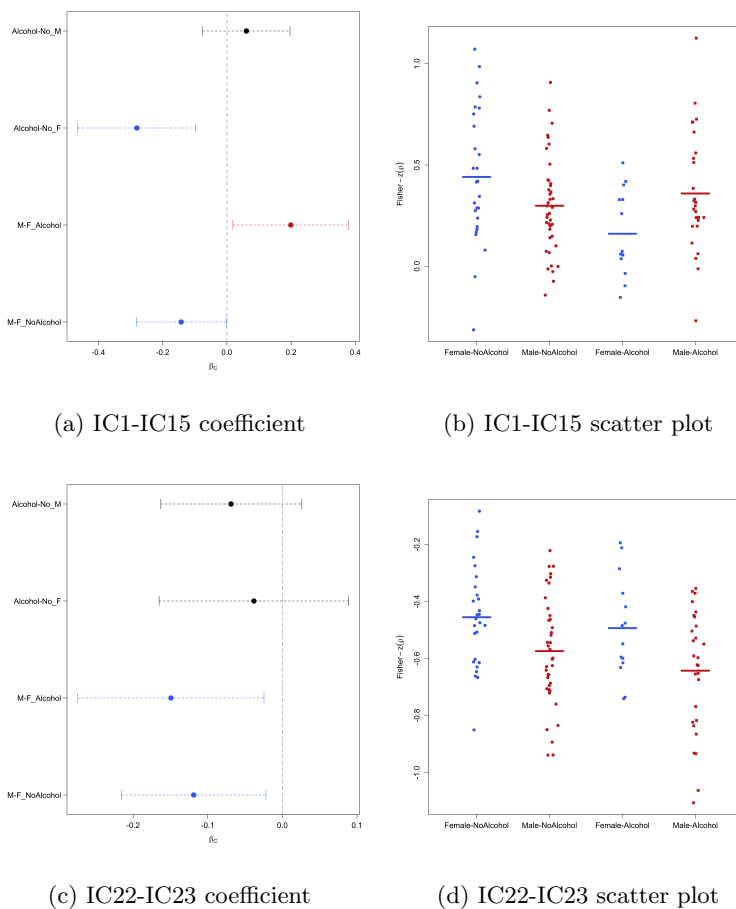 Alcohol-No_M
Alcohol-No_F
M-F_Alcohol
M-F_NoAlcohol
-0.4 -0.2 0.0 0.2 0.4
βC
Fisher−z(ρ)
1.0
0.5
0.0
Female-NoAlcohol Male-NoAlcohol Female-Alcohol Male-Alcohol
(a) IC1-IC15 coefficient
(b) IC1-IC15 scatter plot
Alcohol-No_M
Alcohol-No_F
M-F_Alcohol
M-F_NoAlcohol
-0.2 -0.1 0.0 0.1
βC
Fisher−z(ρ)
-0.2
-0.4
-0.6
-0.8
-1.0
Female-NoAlcohol Male-NoAlcohol Female-Alcohol Male-Alcohol
(c) IC22-IC23 coefficient
(d) IC22-IC23 scatter plot